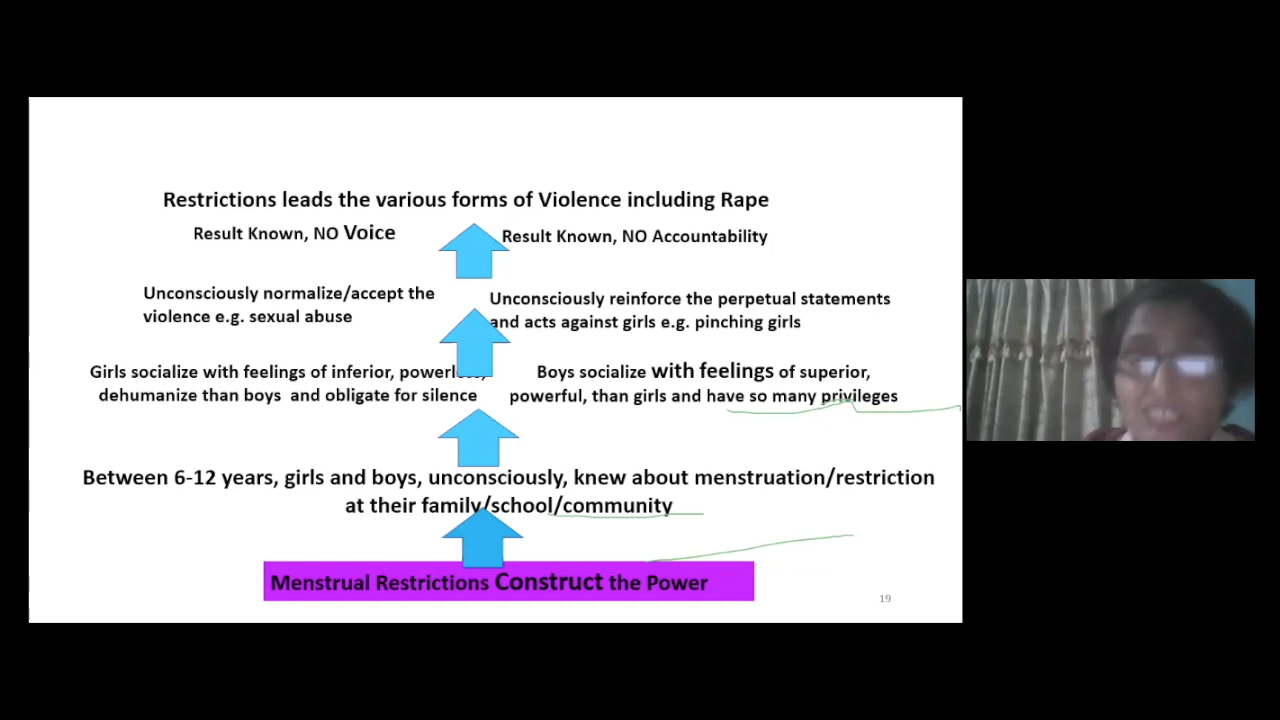 Restrictions leads the various forms of Violence including Rape
Result Known, NO Voice
Result Known, NO Accountability
Unconsciously normalize/accept the
violence e.g. sexual abuse
Unconsciously reinforce the perpetual statements
and acts against girls e.g. pinching girls
Girls socialize with feelings of inferior, powerless,
dehumanize than boys and obligate for silence
Boys socialize with feelings of superior,
powerful, than girls and have so many privileges
Between 6-12 years, girls and boys, unconsciously, knew about menstruation/restriction
at their family/school/community
Menstrual Restrictions Construct the Power
19